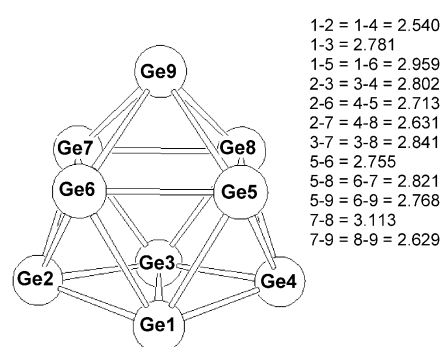 Ge9
Ge7
Ge8
Ge6
Ge5
Ge3
Ge2
Ge4
Ge1
1-2 = 1-4 = 2.540
1-3 = 2.781
1-5 = 1-6 = 2.959
2-3 = 3-4 = 2.802
2-6 = 4-5 = 2.713
2-7 = 4-8 = 2.631
3-7 = 3-8 = 2.841
5-6 = 2.755
5-8 = 6-7 = 2.821
5-9 = 6-9 = 2.768
7-8 = 3.113
7-9 = 8-9 = 2.629